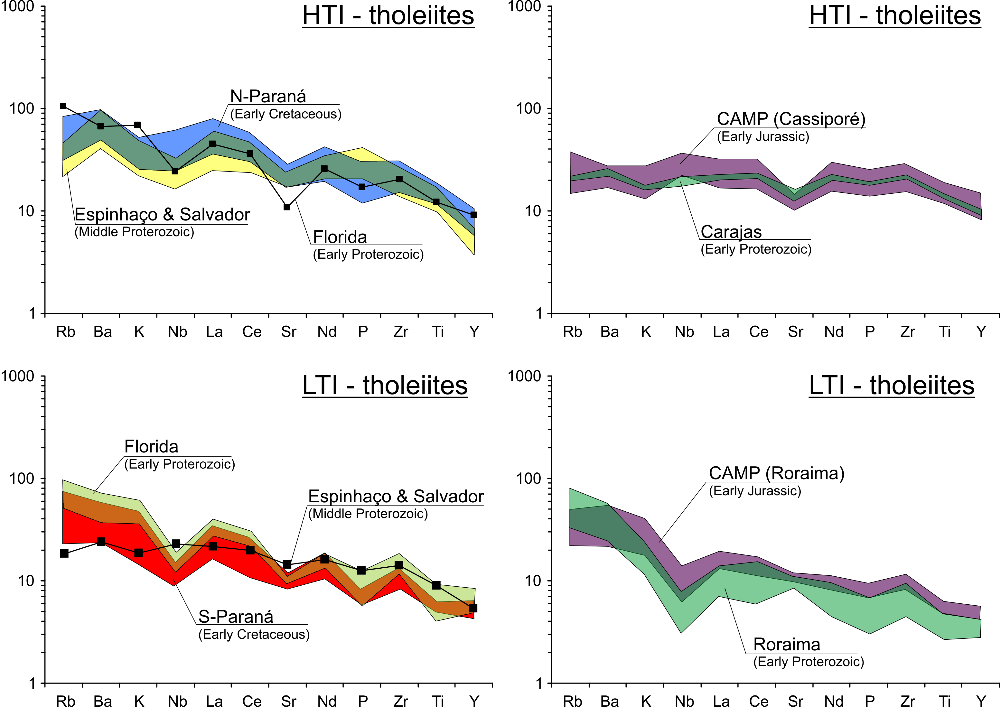 HTI - tholeiites
1000
100
10
1
N-Paraná
(Early Cretaceous)
Espinhaço & Salvador
(Middle Proterozoic)
Florida
(Early Proterozoic)
Rb Ba K Nb La Ce Sr Nd P Zr Ti Y
HTI - tholeiites
1000
100
10
1
CAMP (Cassiporé)
(Early Jurassic)
Carajas
(Early Proterozoic)
Rb Ba K Nb La Ce Sr Nd P Zr Ti Y
LTI - tholeiites
1000
100
10
1
Florida
(Early Proterozoic)
Espinhaço & Salvador
(Middle Proterozoic)
S-Paraná
(Early Cretaceous)
Rb Ba K Nb La Ce Sr Nd P Zr Ti Y
LTI - tholeiites
1000
100
10
1
CAMP (Roraima)
(Early Jurassic)
Roraima
(Early Proterozoic)
Rb Ba K Nb La Ce Sr Nd P Zr Ti Y